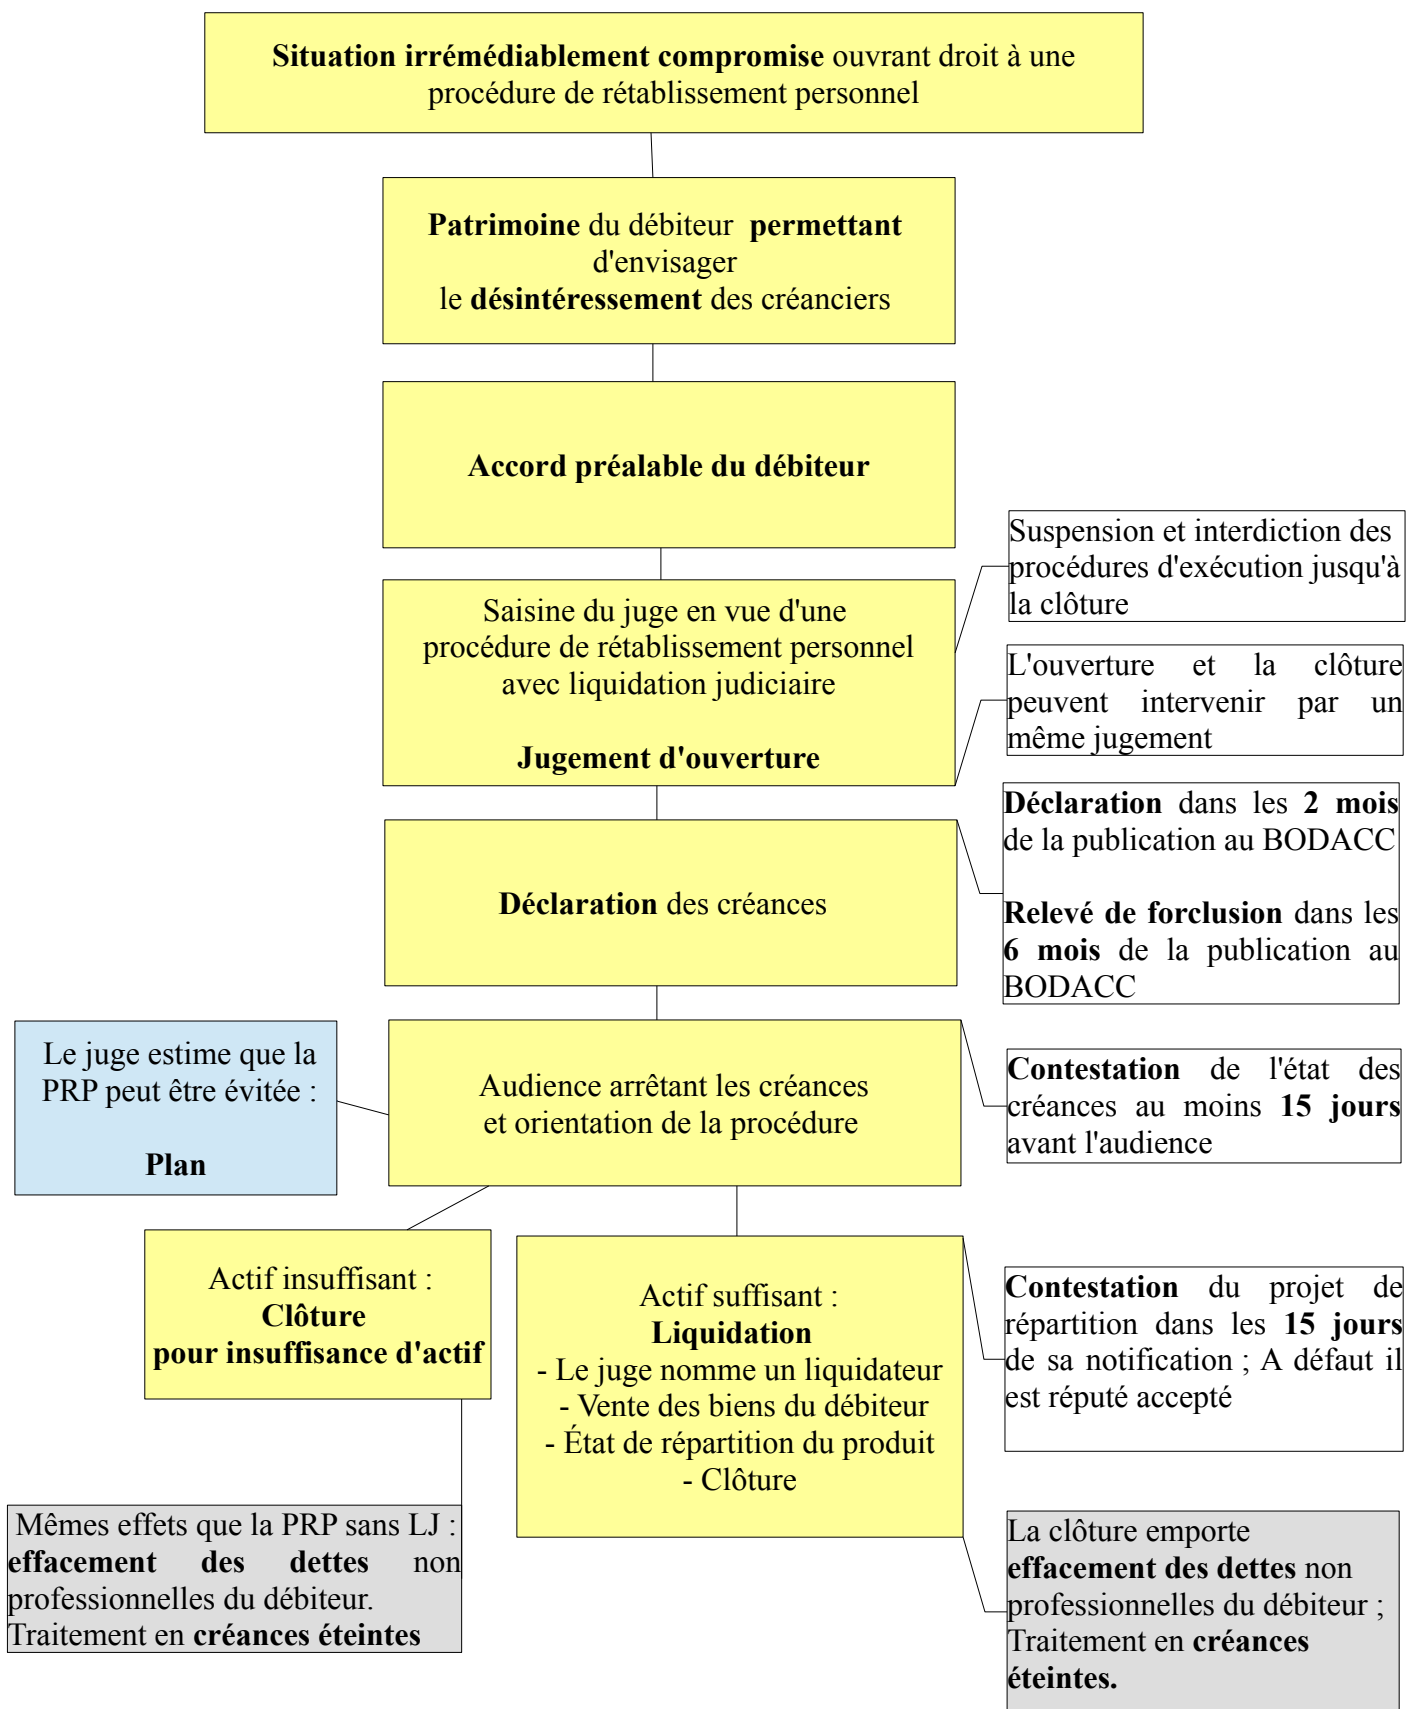 Situation irrémédiablement compromise ouvrant droit à une
procédure de rétablissement personnel
Patrimoine du débiteur permettant
d'envisager
le désintéressement des créanciers
Accord préalable du débiteur
Suspension et interdiction des
procédures d'exécution jusqu'à
la clôture
Saisine du juge en vue d'une
procédure de rétablissement personnel
avec liquidation judiciaire
Jugement d'ouverture
L'ouverture et la clôture
peuvent intervenir par un
même jugement
Déclaration dans les 2 mois
de la publication au BODACC
Relevé de forclusion dans les
6 mois de la publication au
BODACC
Déclaration des créances
Le juge estime que la
PRP peut être évitée :
Plan
Audience arrêtant les créances
et orientation de la procédure
Contestation de l'état des
créances au moins 15 jours
avant l'audience
Actif insuffisant :
Clôture
pour insuffisance d'actif
Actif suffisant :
Liquidation
- Le juge nomme un liquidateur
- Vente des biens du débiteur
- État de répartition du produit
- Clôture
Contestation du projet de
répartition dans les 15 jours
de sa notification ; A défaut il
est réputé accepté
Mêmes effets que la PRP sans LJ :
effacement des dettes non
professionnelles du débiteur.
Traitement en créances éteintes
La clôture emporte
effacement des dettes non
professionnelles du débiteur ;
Traitement en créances
éteintes.